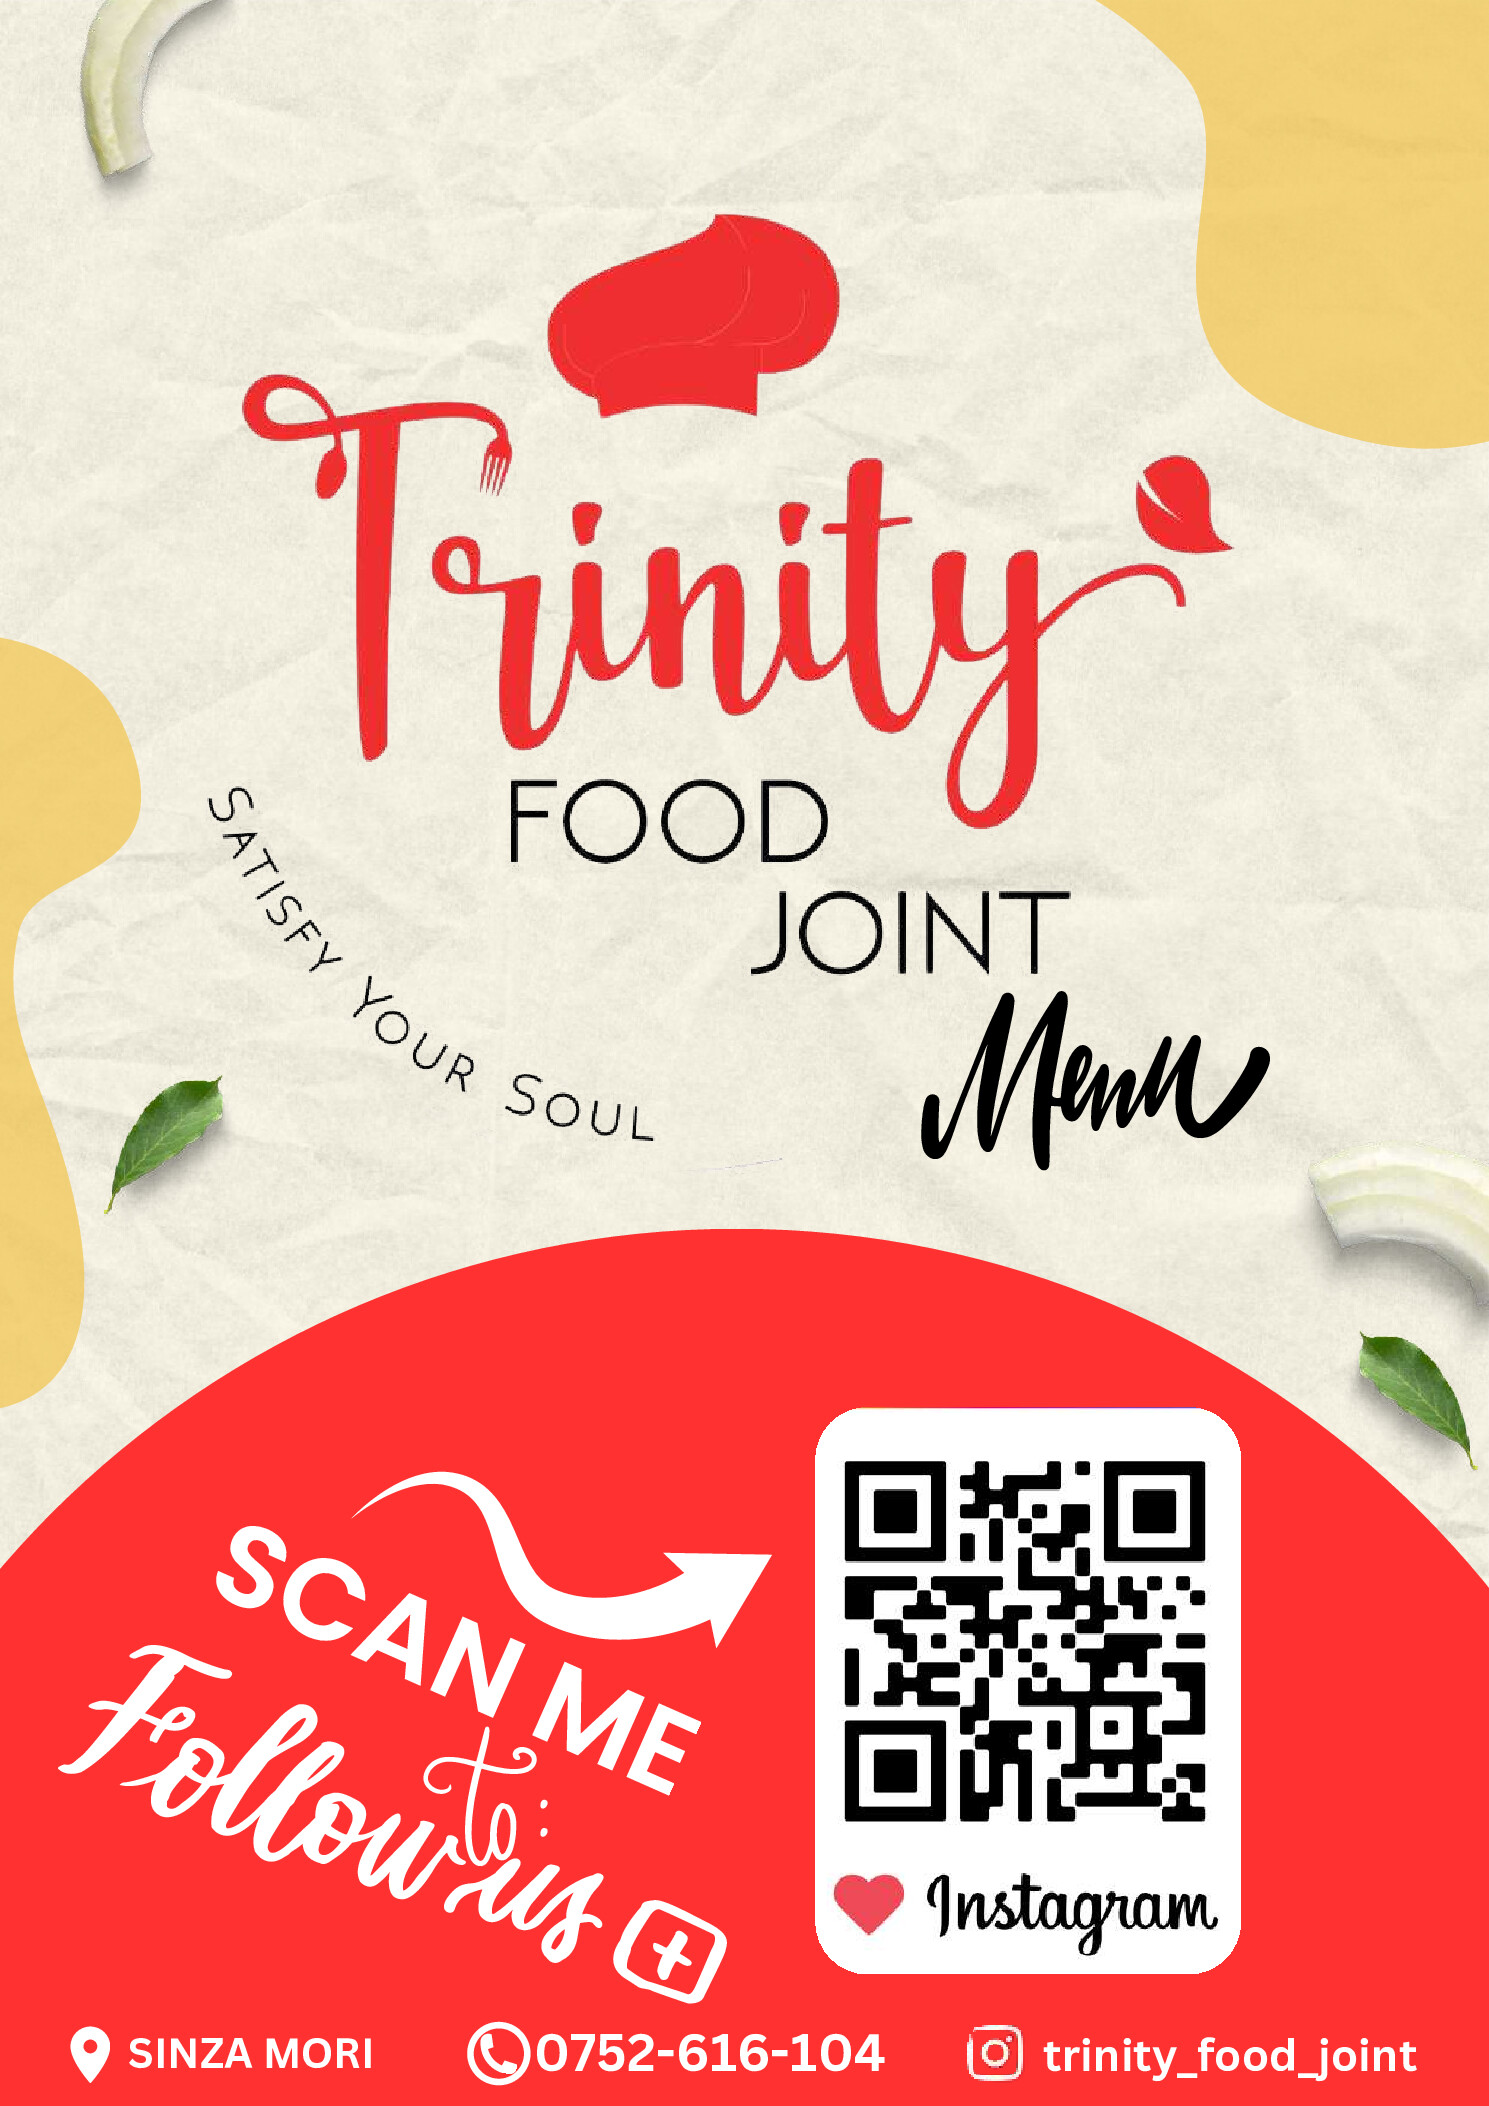 Trinity
FOOD
JOINT
Menu
SATISFY YOUR SOUL
SCAN ME
to:
Follow us
Instagram
SINZA MORI
0752-616-104
trinity_food_joint